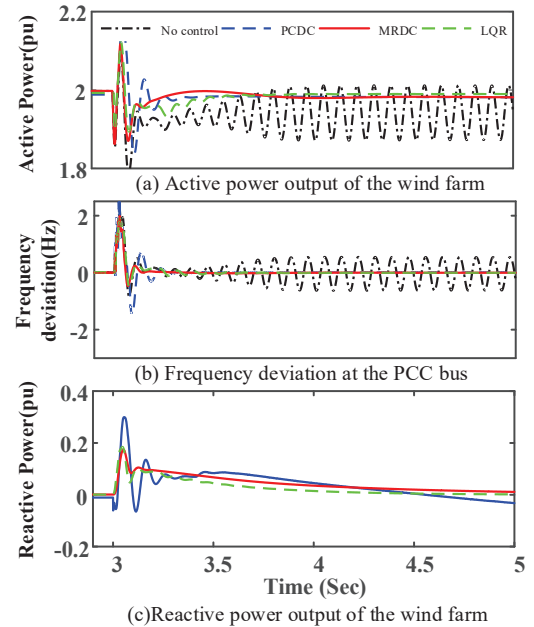 2.2
No control
PCDC
MRDC
LQR
2
1.8
Active Power(pu)
(a) Active power output of the wind farm
2
0
-2
Frequency
deviation(Hz)
(b) Frequency deviation at the PCC bus
0.4
0.2
0
-0.2
Reactive Power(pu)
3
3.5
4
4.5
5
Time (Sec)
(c)Reactive power output of the wind farm